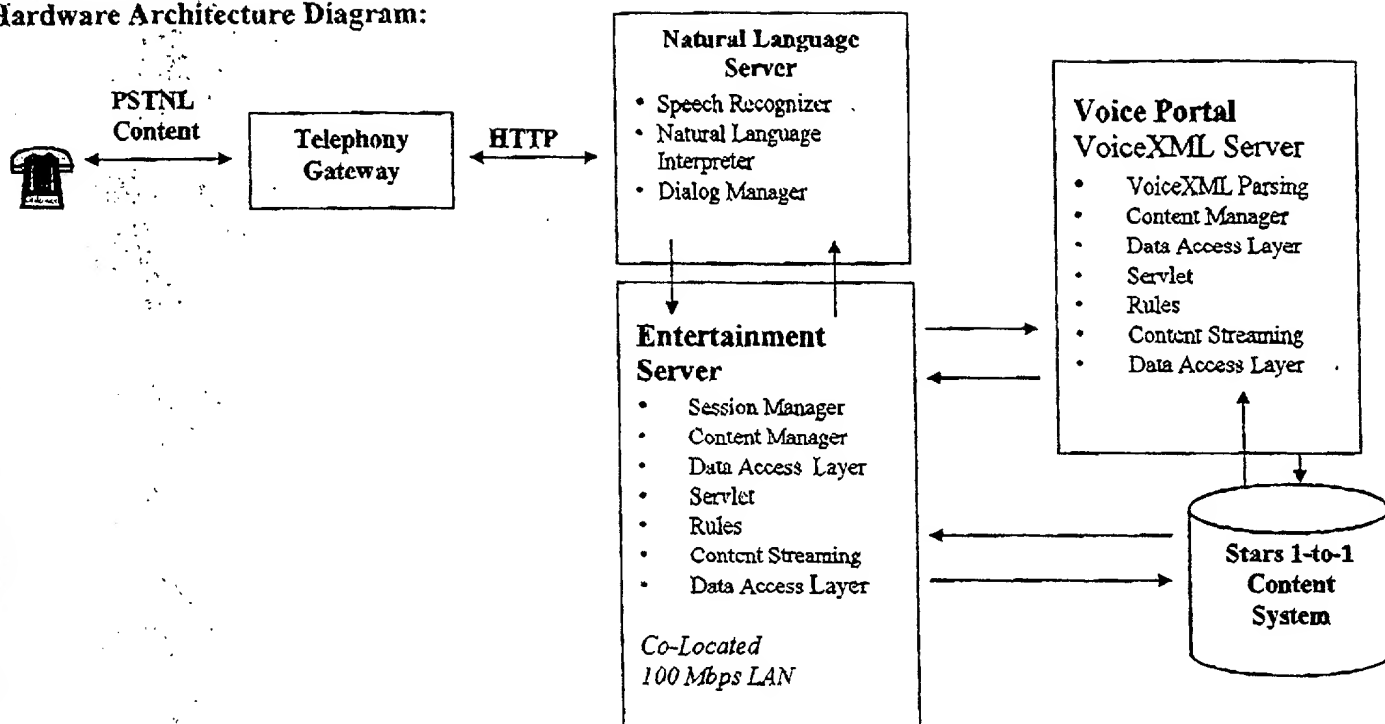 Hardware Architecture Diagram:
PSTNL
Content
Telephony
Gateway
HTTP
Natural Language
Server
• Speech Recognizer
• Natural Language
Interpreter
• Dialog Manager
Entertainment
Server
• Session Manager
• Content Manager
• Data Access Layer
• Servlet
• Rules
• Content Streaming
• Data Access Layer
Co-Located
100 Mbps LAN
Voice Portal
VoiceXML Server
• VoiceXML Parsing
• Content Manager
• Data Access Layer
• Servlet
• Rules
• Content Streaming
• Data Access Layer
Stars 1-to-1
Content
System